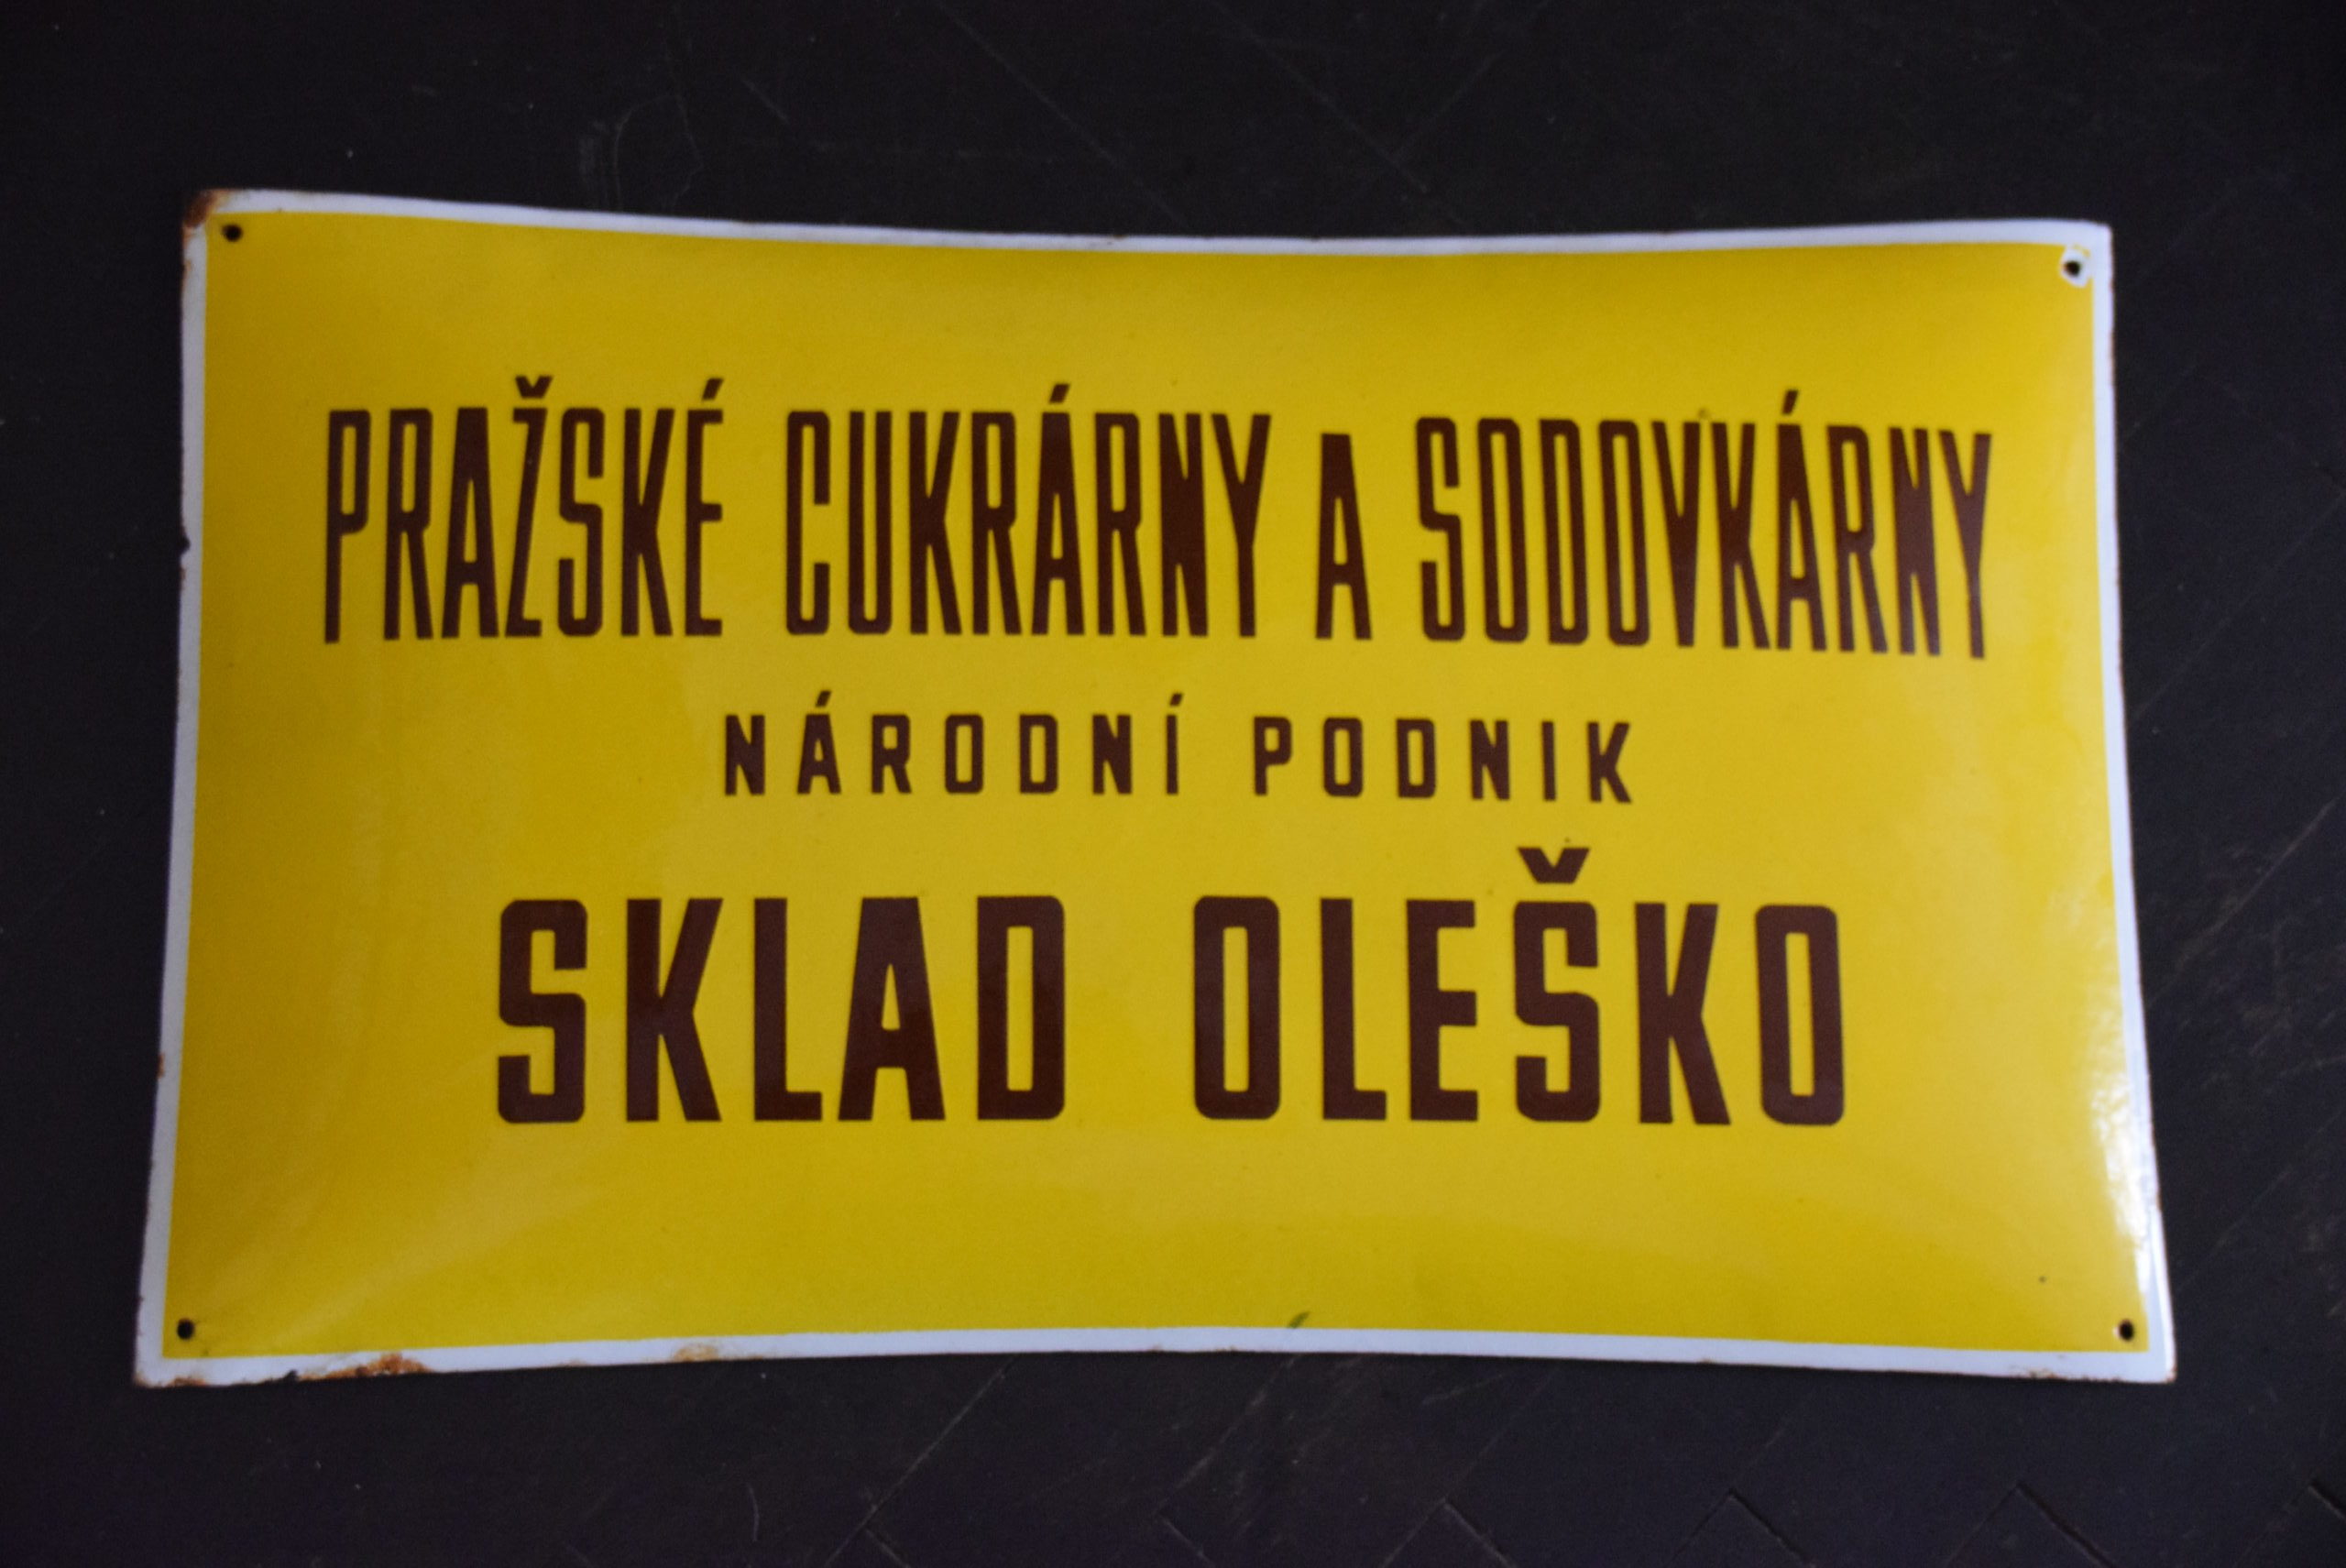 PRAŽSKÉ CUKRÁRNY A SODOVKÁRNY
NÁRODNÍ PODNIK
SKLAD OLEŠKO